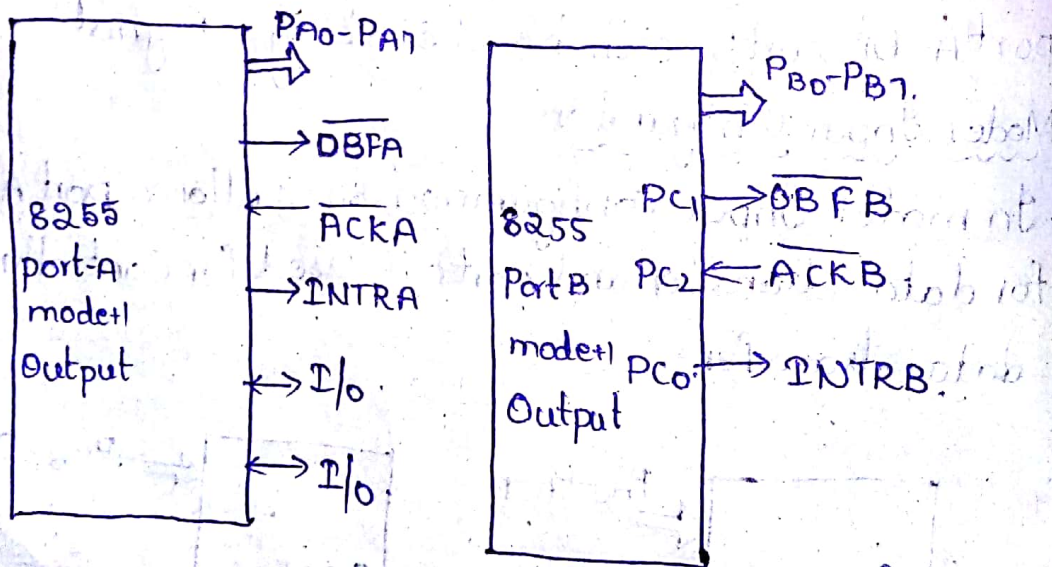 PA0-PA7
OBFA
ACKA
INTRA
I/O
I/O
8255
port-A
mode+1
Output
PB0-PB7.
PC1
OBFB
PC2
ACKB
PC0
INTRB.
8255
Port B
mode+1
Output